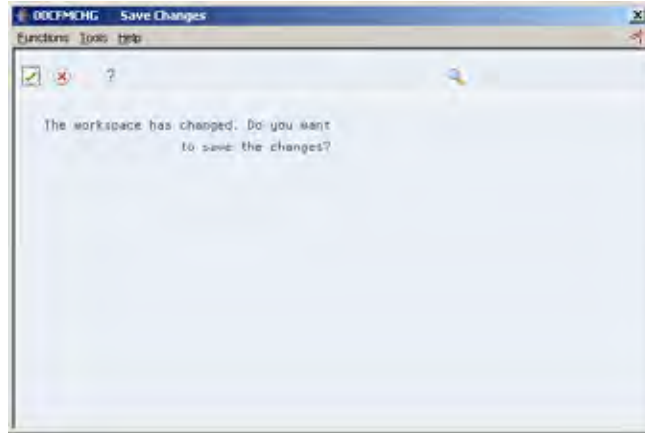 00CFMCHG Save Changes
Functions Tools Help
?
The workspace has changed. Do you want
to save the changes?